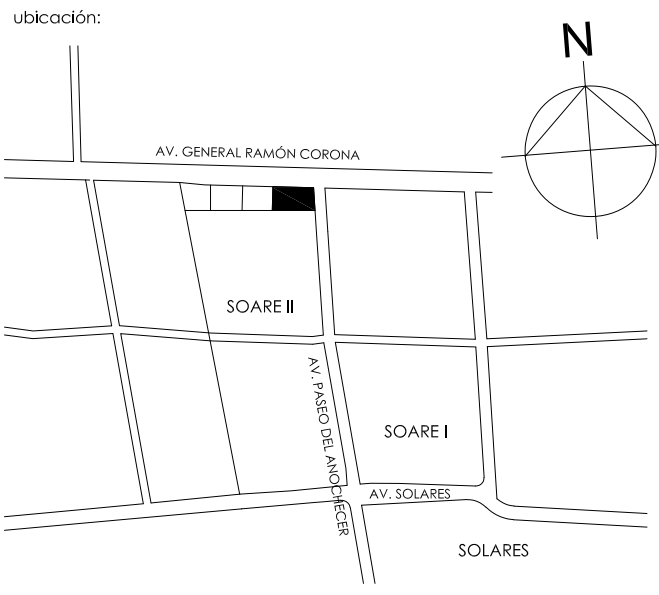 ubicación:
N
AV. GENERAL RAMÓN CORONA
SOARE II
AV. PASEO DEL ANOCHECER
SOARE I
AV. SOLARES
SOLARES